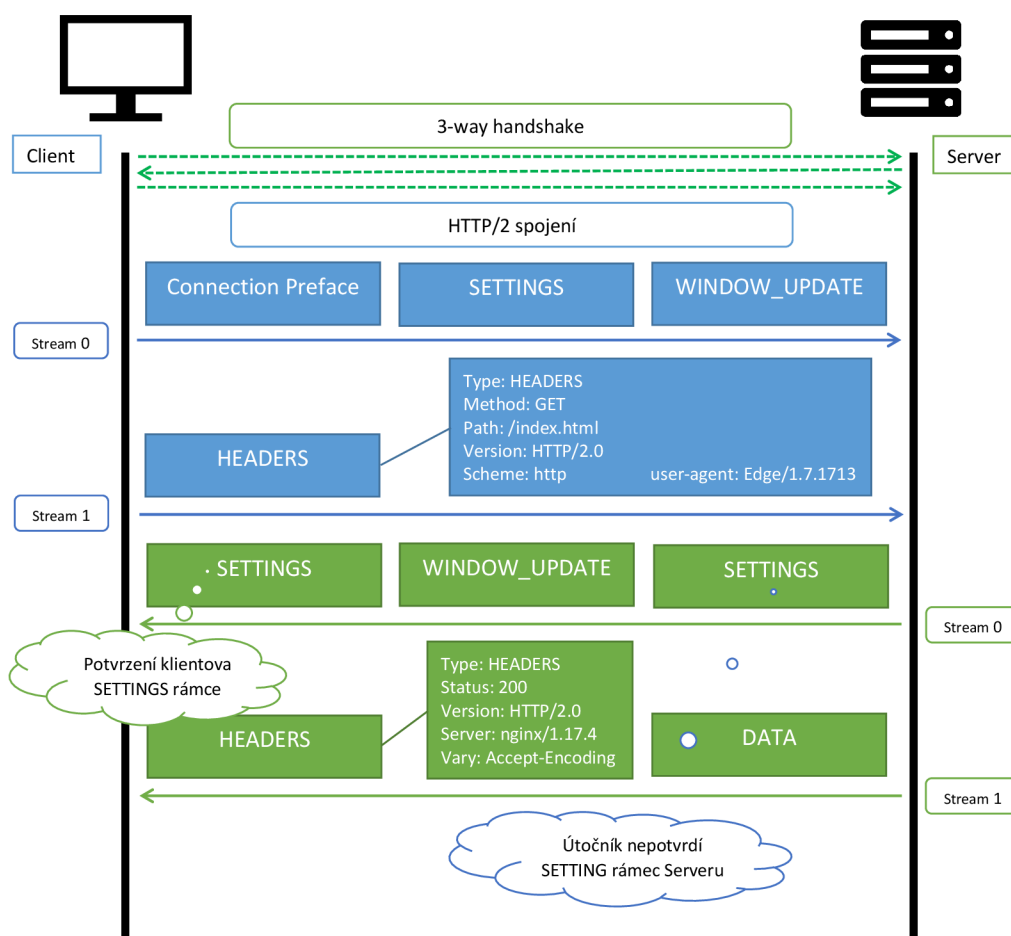 3-way handshake
Client
Server
HTTP/2 spojení
Connection Preface
SETTINGS
WINDOW_UPDATE
Stream 0
Type: HEADERS
Method: GET
Path: /index.html
Version: HTTP/2.0
Scheme: http user-agent: Edge/1.7.1713
HEADERS
Stream 1
SETTINGS
WINDOW_UPDATE
SETTINGS
Stream 0
Potvrzení klientova
SETTINGS rámce
Type: HEADERS
Status: 200
Version: HTTP/2.0
Server: nginx/1.17.4
Vary: Accept-Encoding
HEADERS
DATA
Stream 1
Útočník nepotvrdí
SETTING rámec Serveru